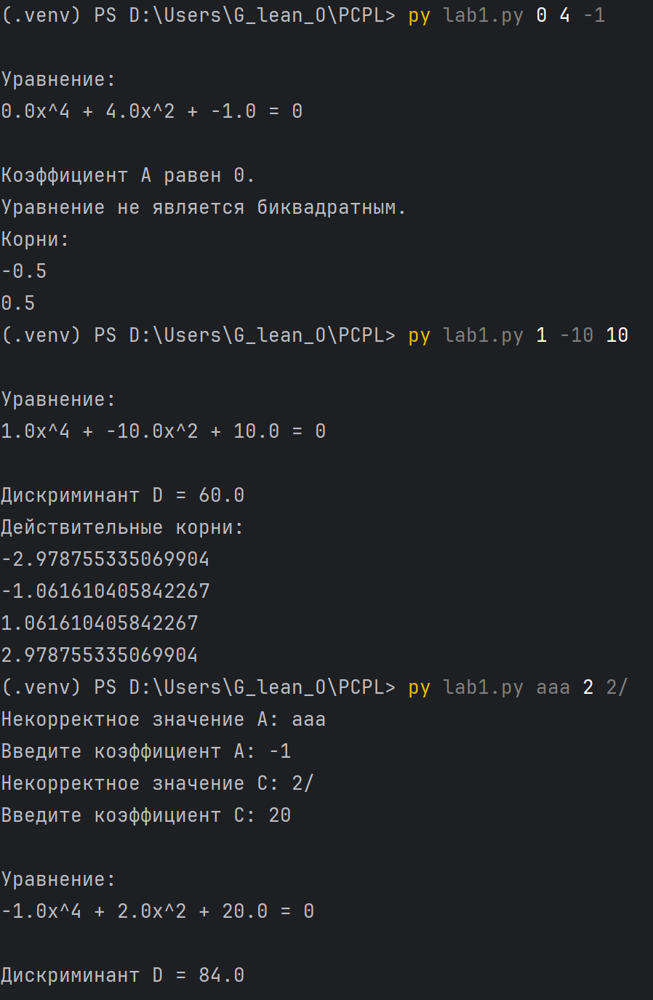 (.venv) PS D:\Users\G_lean_O\PCPL> py lab1.py 0 4 -1
Уравнение:
0.0x^4 + 4.0x^2 + -1.0 = 0
Коэффициент A равен 0.
Уравнение не является биквадратным.
Корни:
-0.5
0.5
(.venv) PS D:\Users\G_lean_O\PCPL> py lab1.py 1 -10 10
Уравнение:
1.0x^4 + -10.0x^2 + 10.0 = 0
Дискриминант D = 60.0
Действительные корни:
-2.978755335069904
-1.061610405842267
1.061610405842267
2.978755335069904
(.venv) PS D:\Users\G_lean_O\PCPL> py lab1.py aaa 2 2/
Некорректное значение A: aaa
Введите коэффициент A: -1
Некорректное значение C: 2/
Введите коэффициент C: 20
Уравнение:
-1.0x^4 + 2.0x^2 + 20.0 = 0
Дискриминант D = 84.0